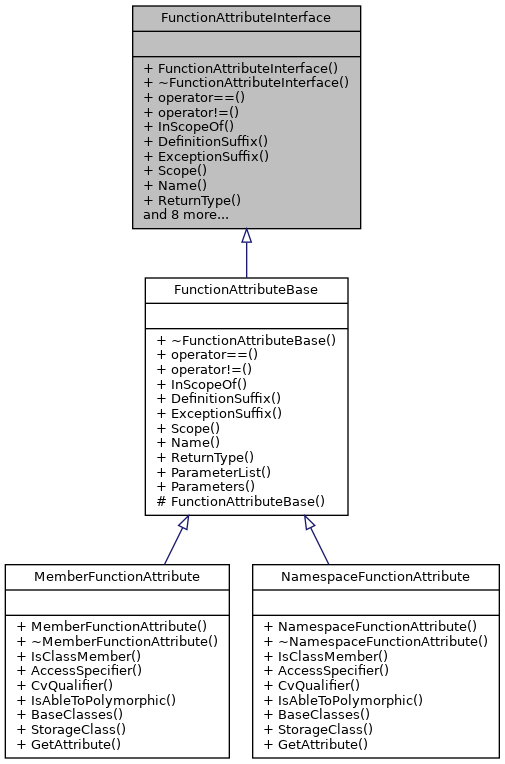 FunctionAttributeInterface
+ FunctionAttributeInterface()
+ ~FunctionAttributeInterface()
+ operator==()
+ operator!=()
+ InScopeOf()
+ DefinitionSuffix()
+ ExceptionSuffix()
+ Scope()
+ Name()
+ ReturnType()
and 8 more...
FunctionAttributeBase
+ ~FunctionAttributeBase()
+ operator==()
+ operator!=()
+ InScopeOf()
+ DefinitionSuffix()
+ ExceptionSuffix()
+ Scope()
+ Name()
+ ReturnType()
+ ParameterList()
+ Parameters()
# FunctionAttributeBase()
MemberFunctionAttribute
+ MemberFunctionAttribute()
+ ~MemberFunctionAttribute()
+ IsClassMember()
+ AccessSpecifier()
+ CvQualifier()
+ IsAbleToPolymorphic()
+ BaseClasses()
+ StorageClass()
+ GetAttribute()
NamespaceFunctionAttribute
+ NamespaceFunctionAttribute()
+ ~NamespaceFunctionAttribute()
+ IsClassMember()
+ AccessSpecifier()
+ CvQualifier()
+ IsAbleToPolymorphic()
+ BaseClasses()
+ StorageClass()
+ GetAttribute()